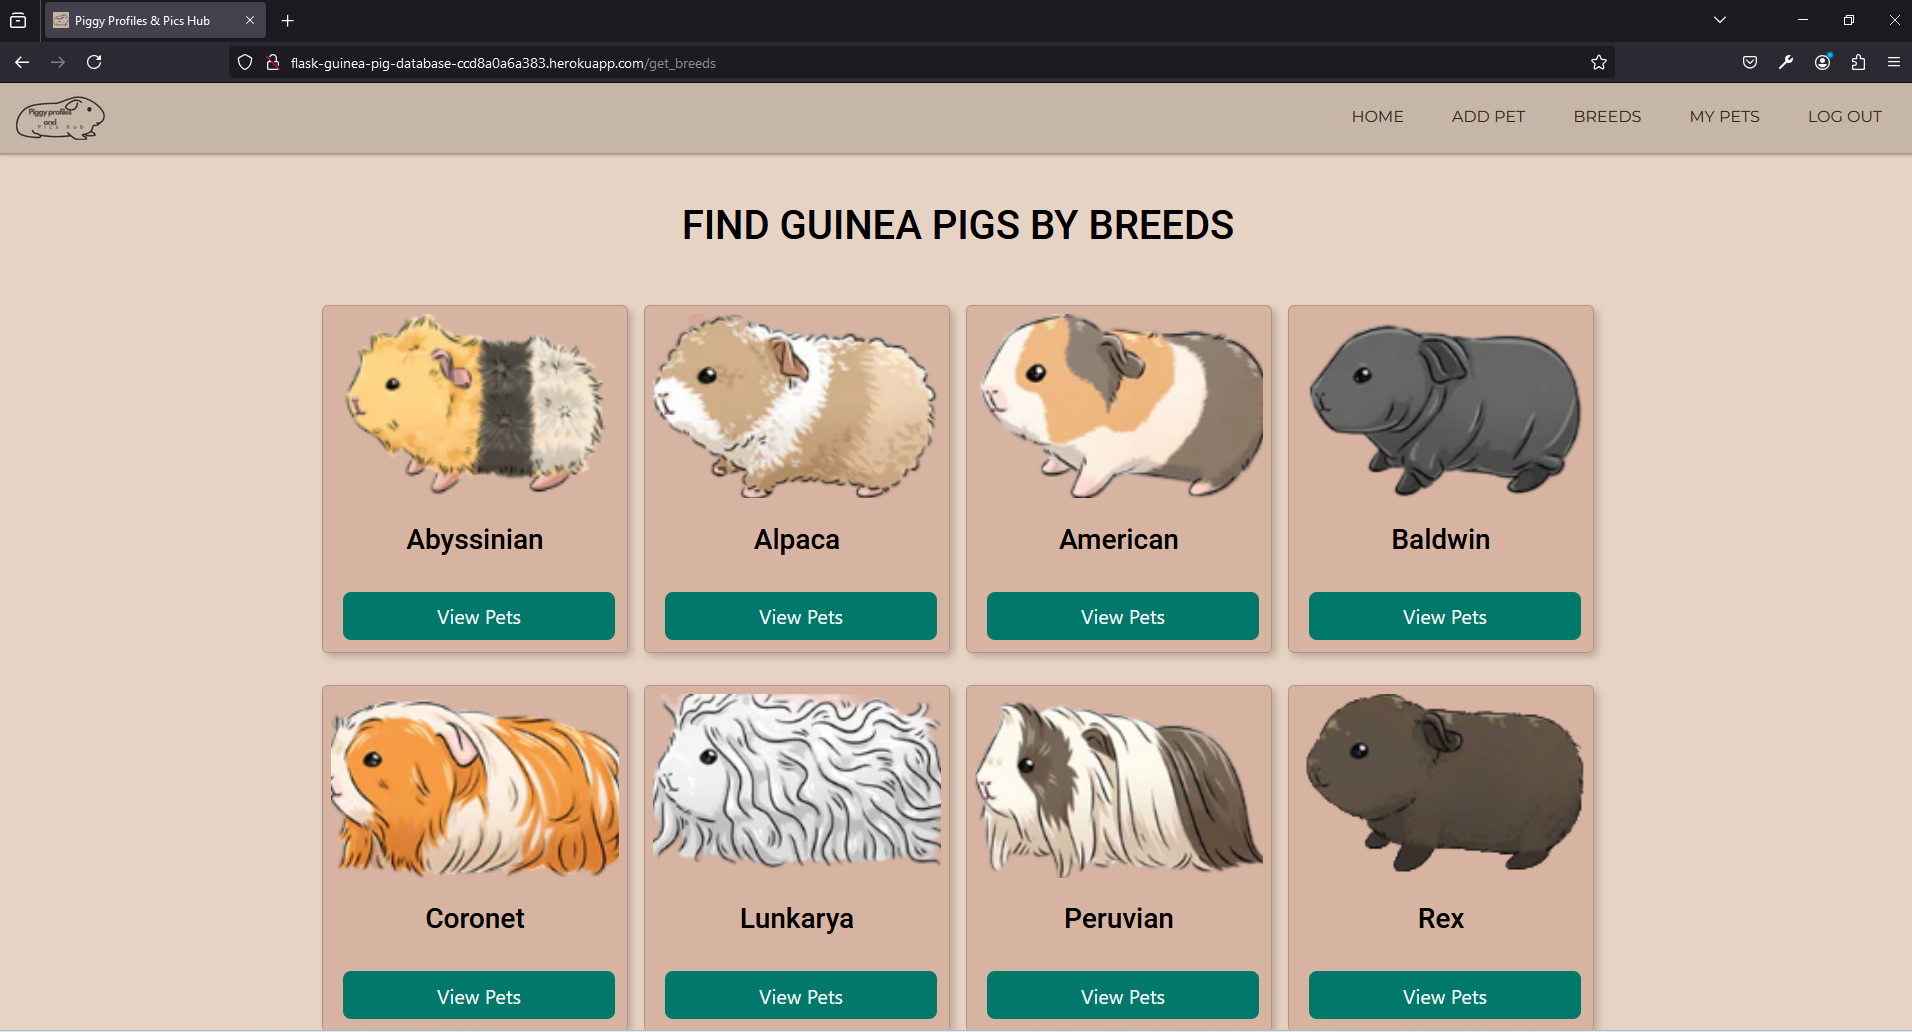 Piggy Profiles & Pics Hub
flask-guinea-pig-database-ccd8a0a6a383.herokuapp.com/get_breeds
Piggy profiles
and
Pics hub
HOME ADD PET BREEDS MY PETS LOG OUT
FIND GUINEA PIGS BY BREEDS
Abyssinian Alpaca American Baldwin
View Pets View Pets View Pets View Pets
Coronet Lunkarya Peruvian Rex
View Pets View Pets View Pets View Pets